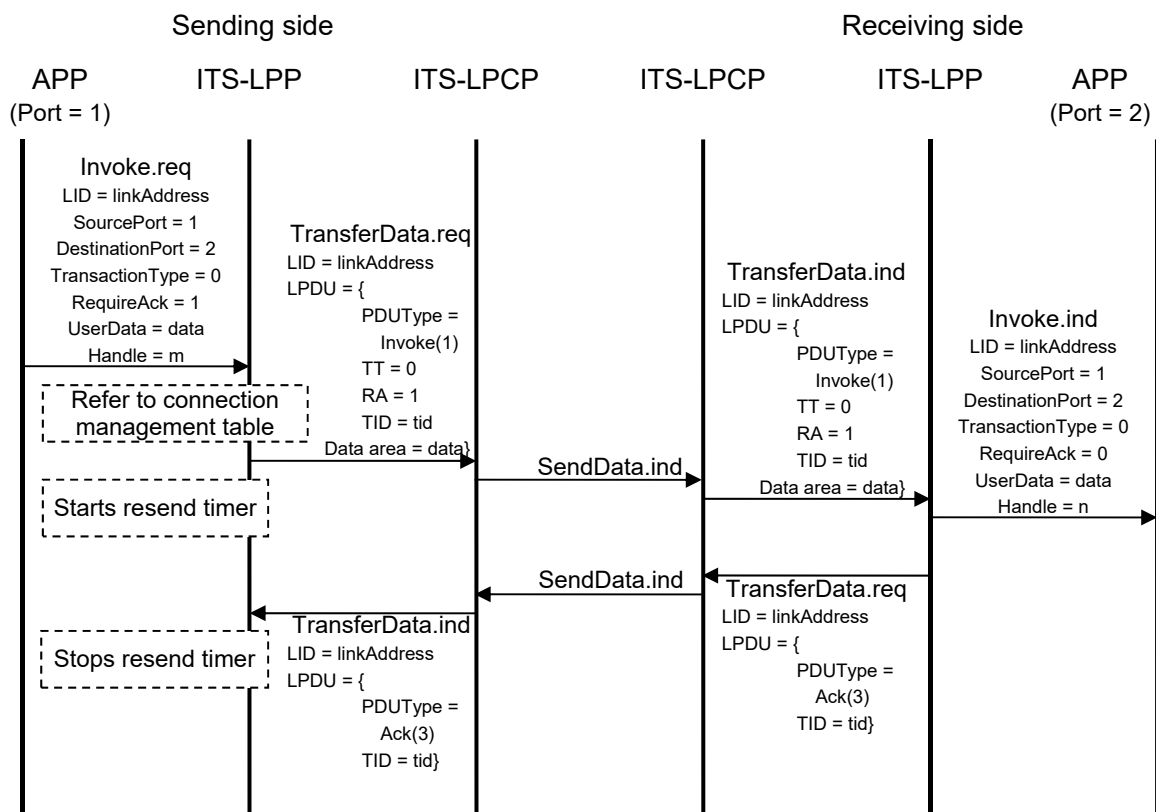 Sending side
Receiving side
APP
(Port = 1)
ITS-LPP
ITS-LPCP
ITS-LPCP
ITS-LPP
APP
(Port = 2)
Invoke.req
LID = linkAddress
SourcePort = 1
DestinationPort = 2
TransactionType = 0
RequireAck = 1
UserData = data
Handle = m
Refer to connection
management table
TransferData.req
LID = linkAddress
LPDU = {
PDUType =
Invoke(1)
TT = 0
RA = 1
TID = tid
Data area = data}
Starts resend timer
SendData.ind
TransferData.ind
LID = linkAddress
LPDU = {
PDUType =
Invoke(1)
TT = 0
RA = 1
TID = tid
Data area = data}
Invoke.ind
LID = linkAddress
SourcePort = 1
DestinationPort = 2
TransactionType = 0
RequireAck = 0
UserData = data
Handle = n
TransferData.req
LID = linkAddress
LPDU = {
PDUType =
Ack(3)
TID = tid}
SendData.ind
TransferData.ind
LID = linkAddress
LPDU = {
PDUType =
Ack(3)
TID = tid}
Stops resend timer